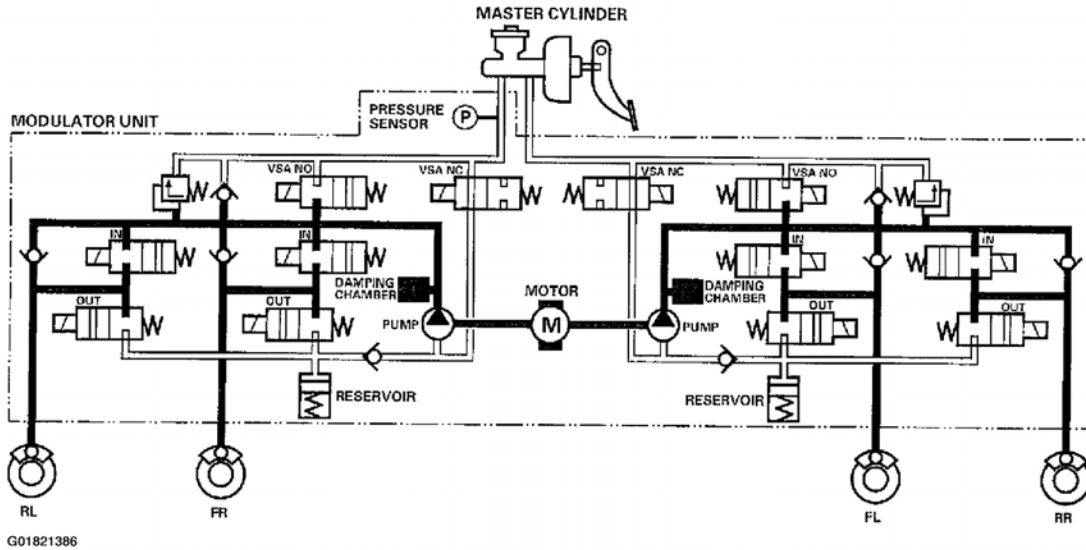 MASTER CYLINDER
PRESSURE
SENSOR
P
MODULATOR UNIT
VSA NO
VSA NC
VSA NC
VSA NO
IN
IN
IN
IN
DAMPING
CHAMBER
MOTOR
DAMPING
CHAMBER
OUT
OUT
PUMP
M
PUMP
OUT
OUT
RESERVOIR
RESERVOIR
RL
FR
FL
RR
G01821386